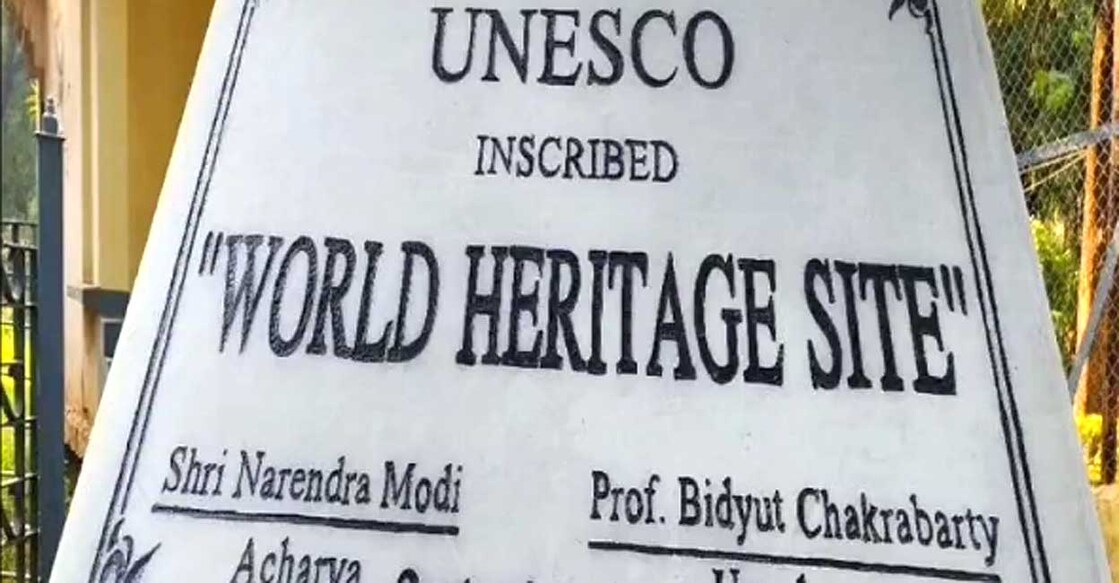 UNESCO
INSCRIBED
"WORLD HERITAGE SITE"
Shri Narendra Modi Prof. Bidyut Chakrabarty
Acharya